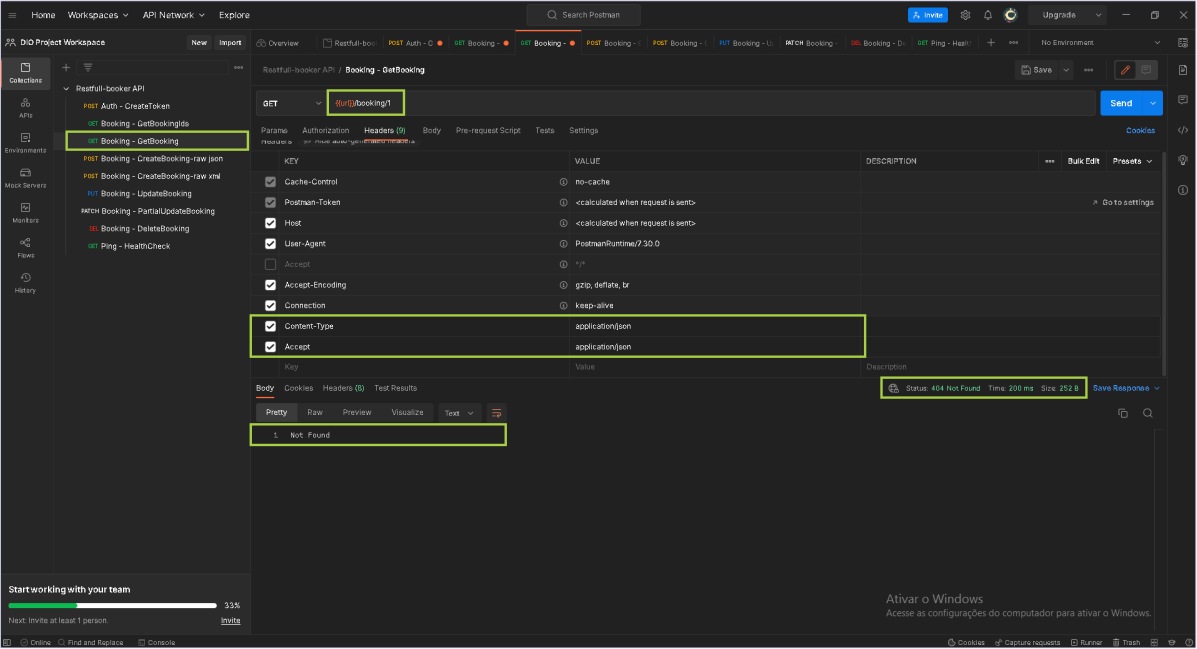 Home Workspaces API Network Explore Search Postman Invite Upgrade
DIO Project Workspace New Import Overview Restfull-boo POST Auth - C GET Booking - GET Booking - POST Booking - POST Booking - PUT Booking - U PATCH Booking - DEL Booking - D GET Ping - Heal No Environment
Collections
APIs
Environments
Mock Servers
Monitors
Flows
History
Restfull-booker API
POST Auth - CreateToken
GET Booking - GetBookingIds
GET Booking - GetBooking
POST Booking - CreateBooking-raw json
POST Booking - CreateBooking-raw xml
PUT Booking - UpdateBooking
PATCH Booking - PartialUpdateBooking
DEL Booking - DeleteBooking
GET Ping - HealthCheck
Restfull-booker API / Booking - GetBooking Save
GET {{url}}/booking/1 Send
Params Authorization Headers (9) Body Pre-request Script Tests Settings Cookies
Headers Hide auto-generated headers
KEY VALUE DESCRIPTION Bulk Edit Presets
Cache-Control no-cache
Postman-Token <calculated when request is sent> Go to settings
Host <calculated when request is sent>
User-Agent PostmanRuntime/7.30.0
Accept */*
Accept-Encoding gzip, deflate, br
Connection keep-alive
Content-Type application/json
Accept application/json
Key Value Description
Body Cookies Headers (8) Test Results Status: 404 Not Found Time: 200 ms Size: 252 B Save Response
Pretty Raw Preview Visualize Text
1 Not Found
Start working with your team
33%
Next: Invite at least 1 person. Invite
Ativar o Windows
Acesse as configurações do computador para ativar o Windows.
Online Find and Replace Console Cookies Capture requests Runner Trash